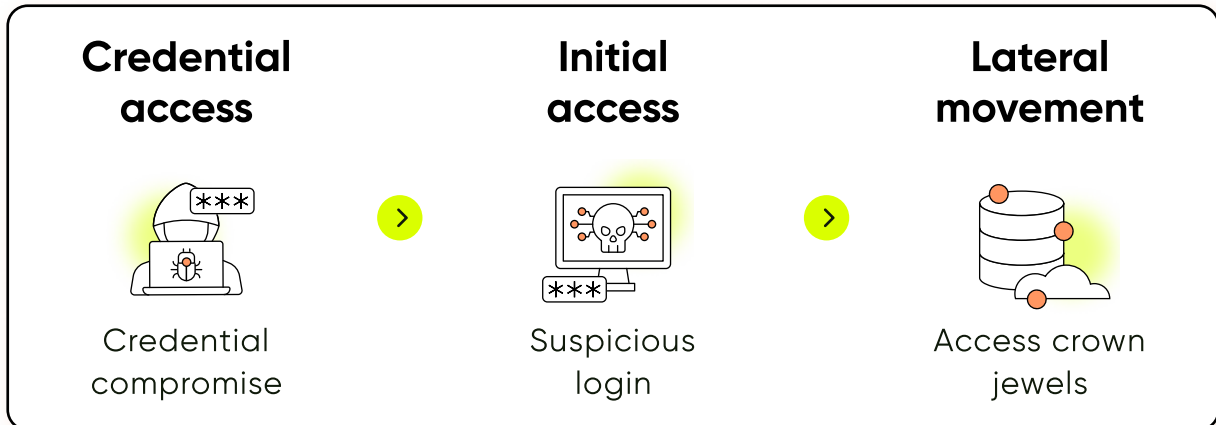 Credential
access
Initial
access
Lateral
movement
***
***
Credential
compromise
Suspicious
login
Access crown
jewels